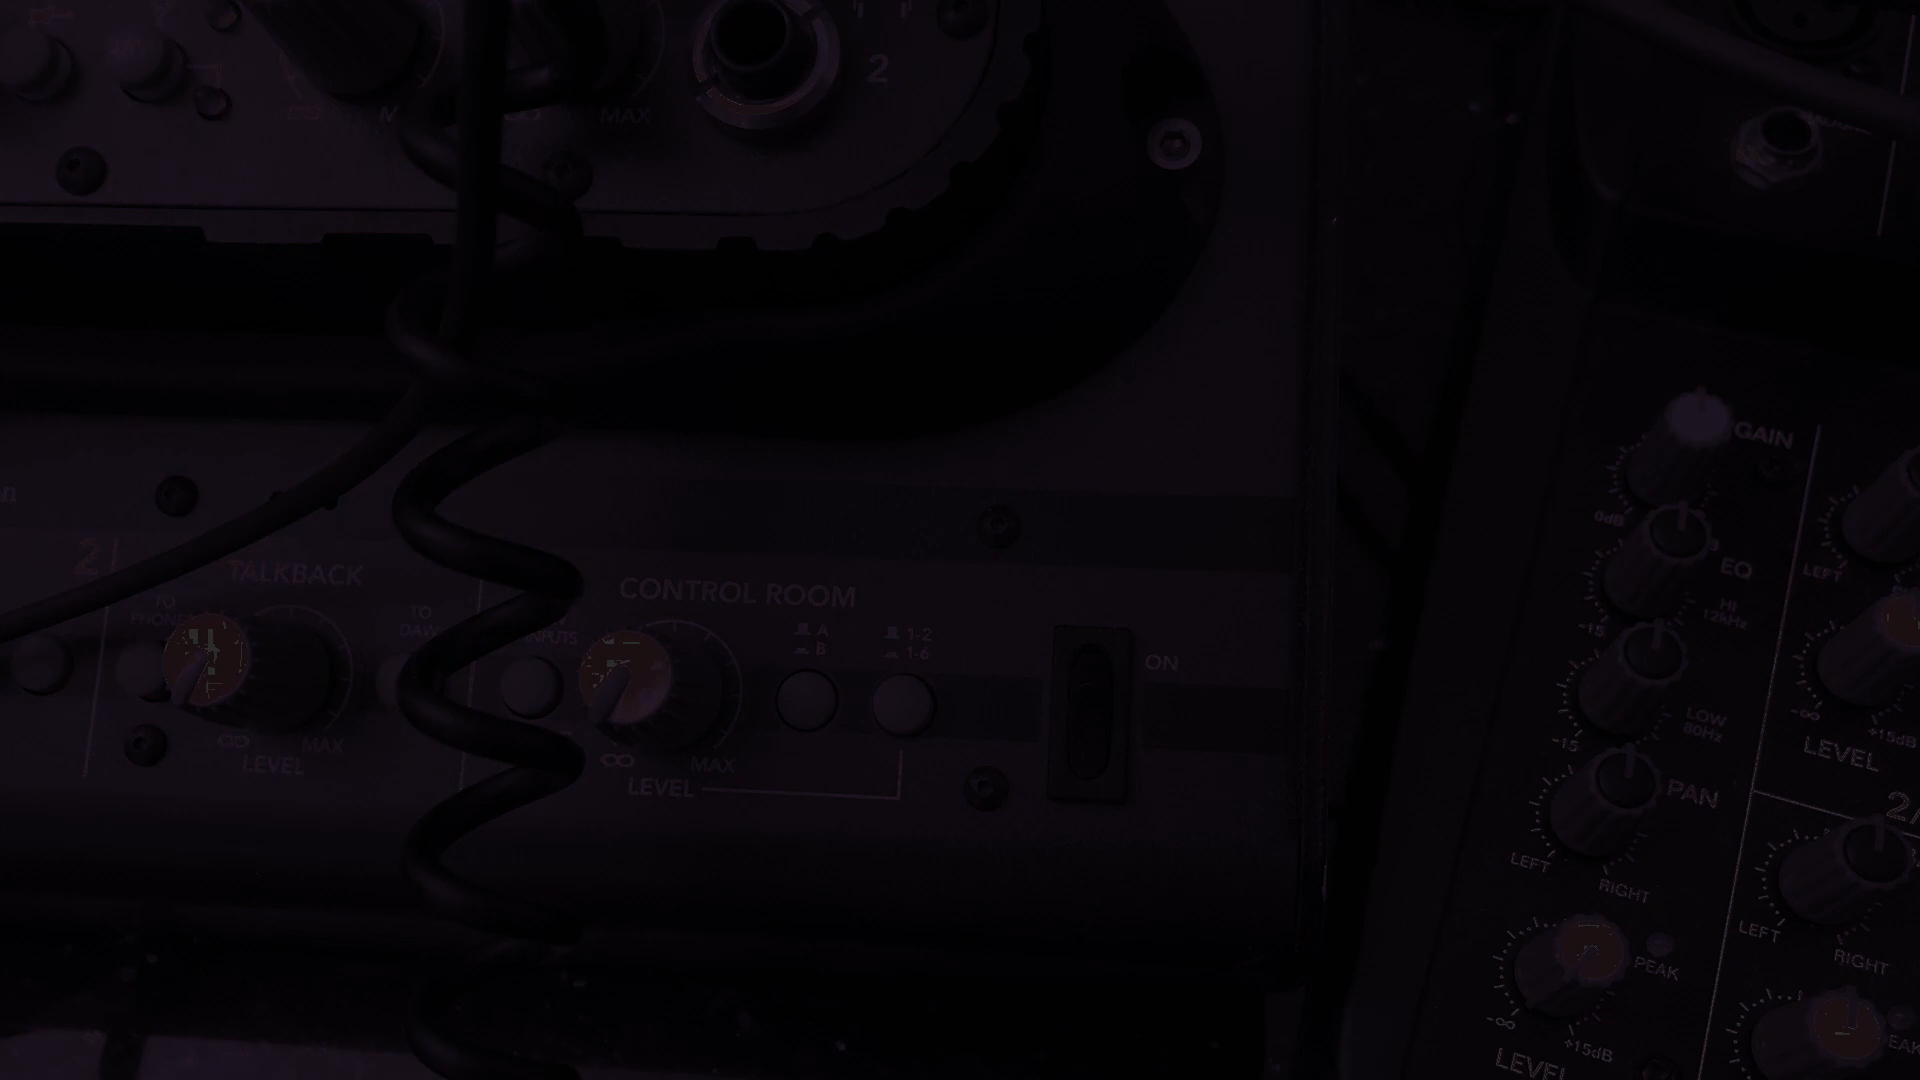 2
MAX
∞
MAX
2
TALKBACK
TO
PHONES
TO
DAW
INPUTS
∞
MAX
LEVEL
CONTROL ROOM
A
B
1-2
1-6
ON
∞
MAX
LEVEL
GAIN
0dB
EQ
HI
12kHz
-15
LOW
80Hz
-15
PAN
LEFT
RIGHT
PEAK
-∞
+15dB
LEVEL
LEFT
-∞
+15dB
LEVEL
LEFT
RIGHT